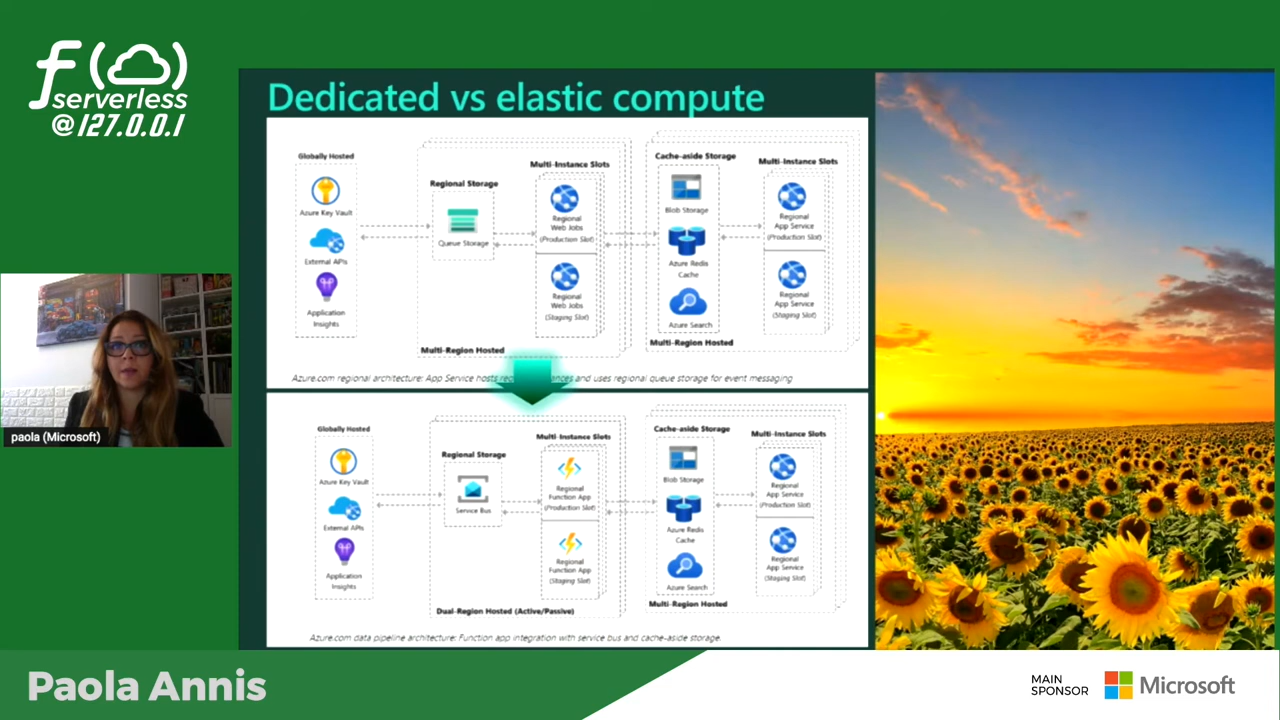 f( )
serverless
@127.0.0.1
Dedicated vs elastic compute
Globally Hosted
Azure Key Vault
External APIs
Application
Insights
Regional Storage
Queue Storage
Multi-Instance Slots
Regional
Web Jobs
(Production Slot)
Regional
Web Jobs
(Staging Slot)
Multi-Region Hosted
Cache-aside Storage
Blob Storage
Azure Redis
Cache
Azure Search
Multi-Region Hosted
Multi-Instance Slots
Regional
App Service
(Production Slot)
Regional
App Service
(Staging Slot)
Azure.com regional architecture: App Service hosts and uses regional queue storage for event messaging
Globally Hosted
Azure Key Vault
External APIs
Application
Insights
Regional Storage
Service Bus
Multi-Instance Slots
Regional
Function App
(Production Slot)
Regional
Function App
(Staging Slot)
Dual-Region Hosted (Active/Passive)
Cache-aside Storage
Blob Storage
Azure Redis
Cache
Azure Search
Multi-Region Hosted
Multi-Instance Slots
Regional
App Service
(Production Slot)
Regional
App Service
(Staging Slot)
Azure.com data pipeline architecture: Function app integration with service bus and cache-aside storage.
paola (Microsoft)
Paola Annis
MAIN
SPONSOR
Microsoft